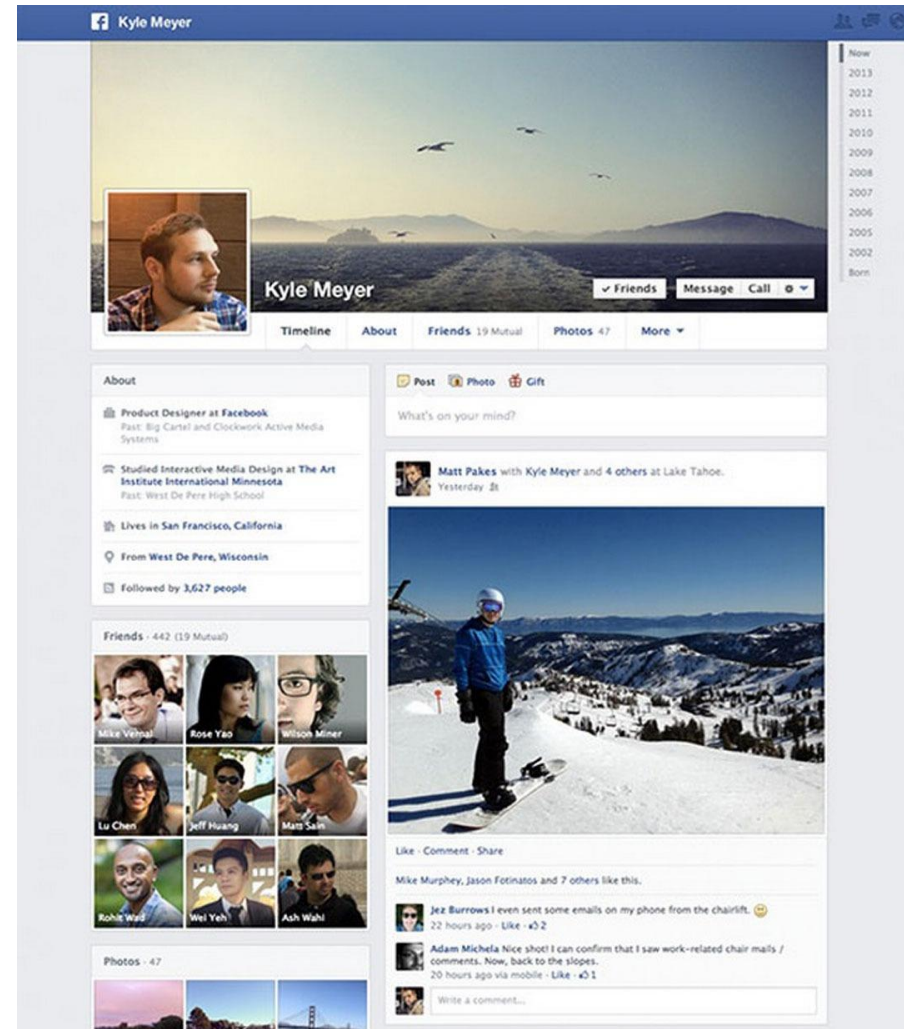 f Kyle Meyer
Now
2013
2012
2011
2010
2009
2008
2007
2006
2005
2002
Born
Kyle Meyer
✓ Friends
Message
Call
Timeline
About
Friends 19 Mutual
Photos 47
More
About
Product Designer at Facebook
Past: Big Cartel and Clockwork Active Media
Systems
Studied Interactive Media Design at The Art
Institute International Minnesota
Past: West De Pere High School
Lives in San Francisco, California
From West De Pere, Wisconsin
Followed by 3,627 people
Friends · 442 (19 Mutual)
Mike Vernal
Rose Yao
Wilson Miner
Lu Chen
Jeff Huang
Matt Sain
Rohit Wad
Wei Yeh
Ash Wahl
Photos · 47
Post
Photo
Gift
What's on your mind?
Matt Pakes with Kyle Meyer and 4 others at Lake Tahoe.
Yesterday
Like · Comment · Share
Mike Murphey, Jason Fotinatos and 7 others like this.
Jez Burrows I even sent some emails on my phone from the chairlift.
22 hours ago · Like · 2
Adam Michela Nice shot! I can confirm that I saw work-related chair mails /
comments. Now, back to the slopes.
20 hours ago via mobile · Like · 1
Write a comment...